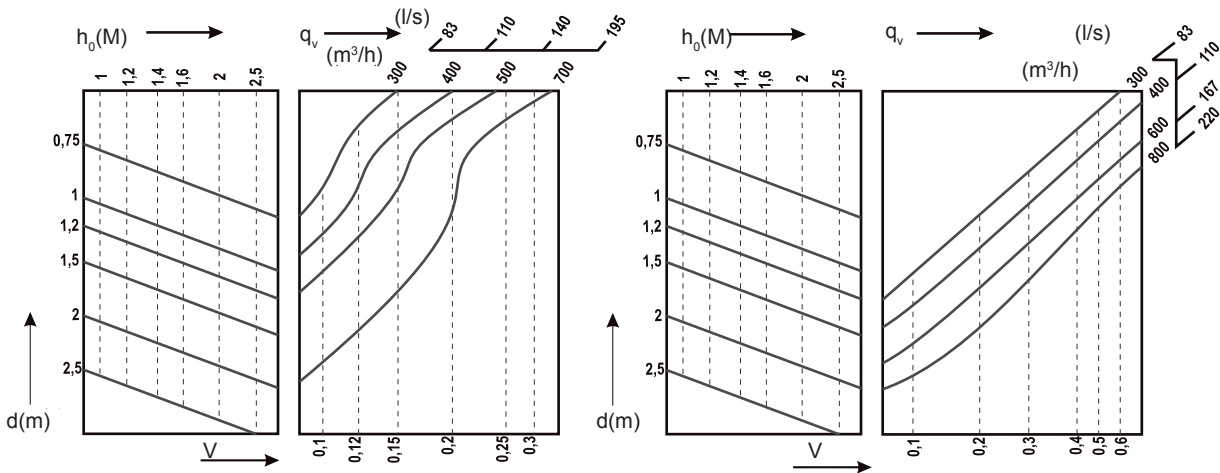 h₀(M)
1 1,2 1,4 1,6 2 2,5
0,75
1
1,2
1,5
2
2,5
d(m)
V
qᵥ
(l/s)
83 110 140 195
(m³/h)
300 400 500 700
0,1 0,12 0,15 0,2 0,25 0,3
h₀(M)
1 1,2 1,4 1,6 2 2,5
0,75
1
1,2
1,5
2
2,5
d(m)
V
qᵥ
(l/s)
83
110
167
220
(m³/h)
300
400
600
800
0,1 0,2 0,3 0,4 0,5 0,6